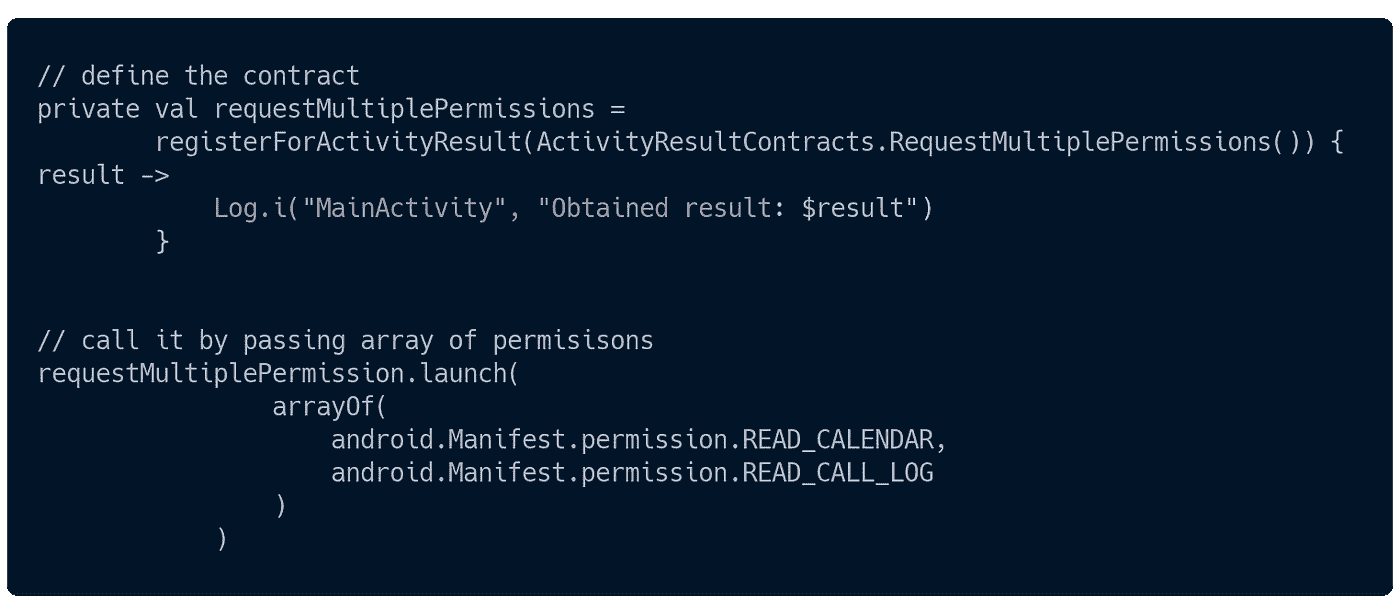 // define the contract
private val requestMultiplePermissions =
        registerForActivityResult(ActivityResultContracts.RequestMultiplePermissions()) {
result ->
            Log.i("MainActivity", "Obtained result: $result")
        }
// call it by passing array of permisisons
requestMultiplePermission.launch(
                arrayOf(
                    android.Manifest.permission.READ_CALENDAR,
                    android.Manifest.permission.READ_CALL_LOG
                )
            )